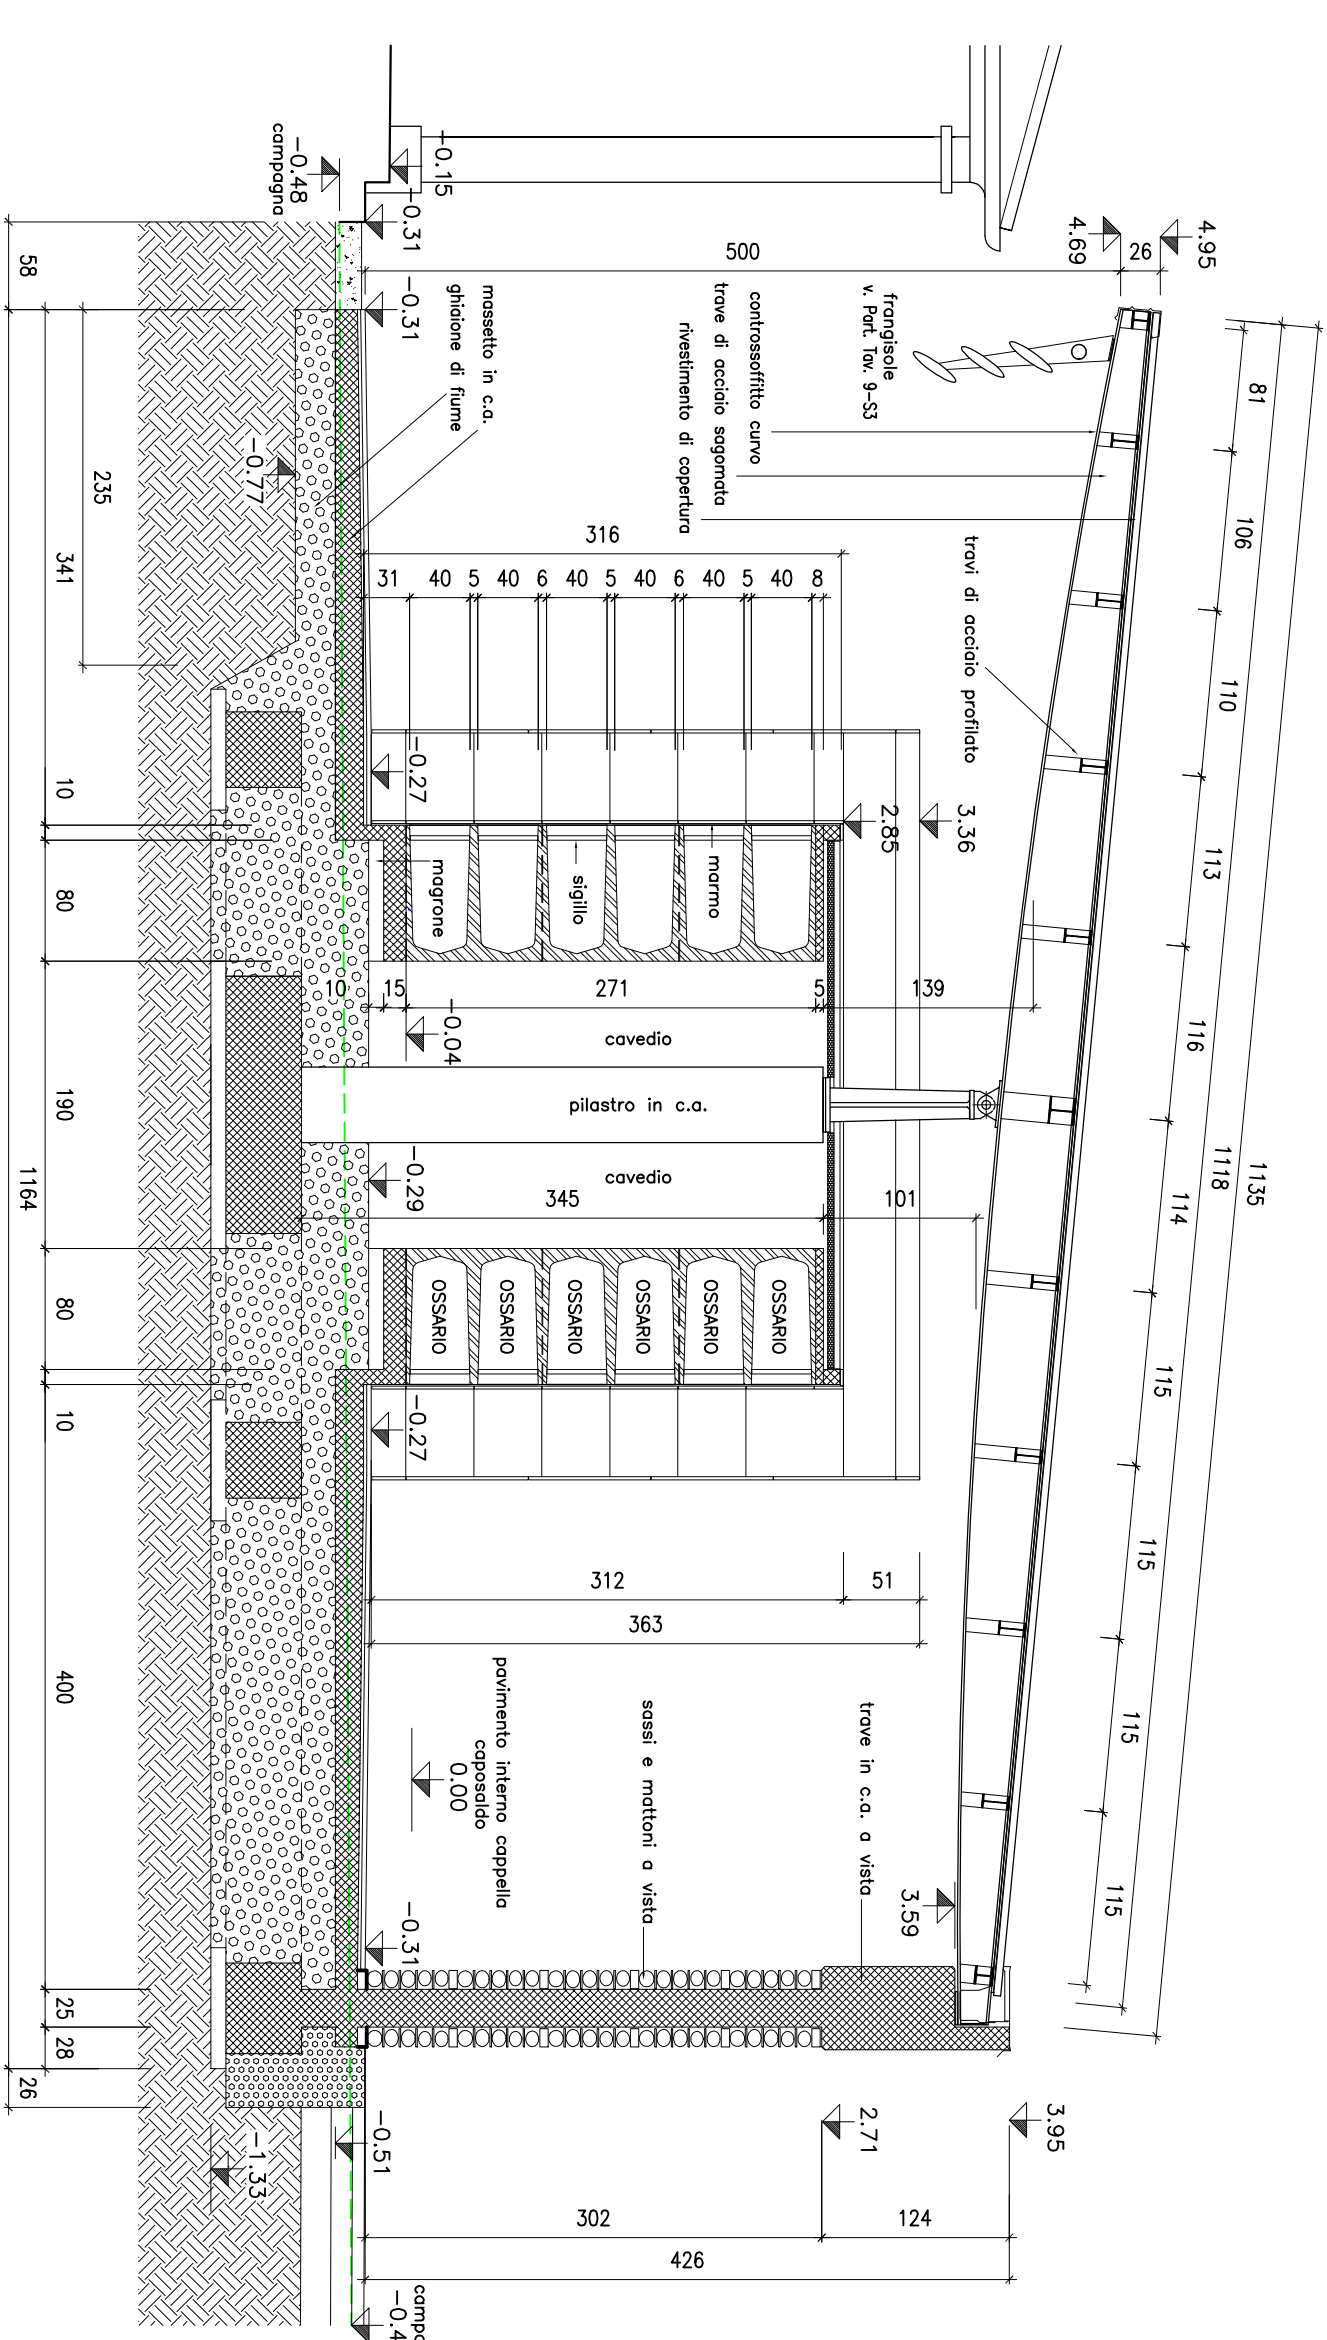 -0.15
-0.31
-0.31
-0.48
campagna
58
4.95
26
4.69
500
frangisole
v. Part. Tav. 9-S3
controssoffitto curvo
trave di acciaio sagomata
rivestimento di copertura
massetto in c.a.
ghiaione di fiume
travi di acciaio profilato
-0.77
235
341
81
106
110
113
116
114
115
115
115
115
1118
1135
316
31
40
5
40
6
40
5
40
6
40
5
40
8
-0.27
2.85
3.36
magrone
sigillo
marmo
10
15
271
5
139
-0.04
cavedio
pilastro in c.a.
cavedio
-0.29
345
101
OSSARIO
OSSARIO
OSSARIO
OSSARIO
OSSARIO
OSSARIO
-0.27
312
51
363
pavimento interno cappella
caposaldo
0.00
sassi e mattoni a vista
trave in c.a. a vista
3.59
-0.31
10
80
190
80
10
400
25
28
1164
26
-0.51
-1.33
2.71
3.95
302
124
426